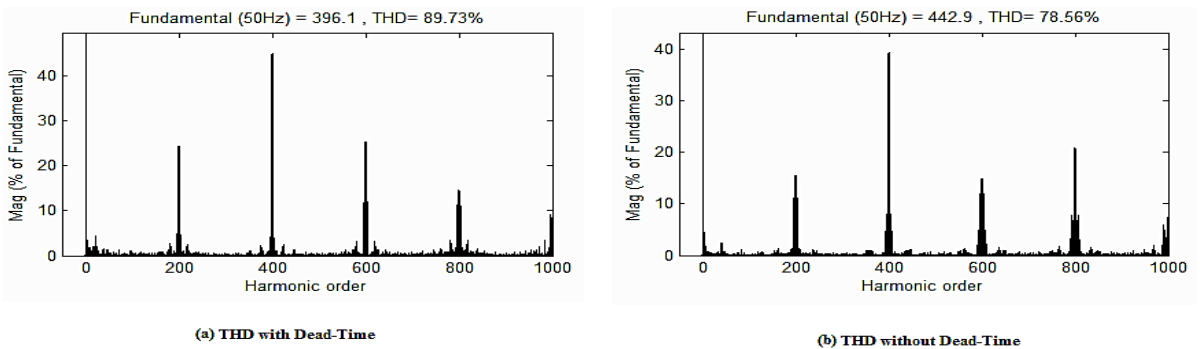 Fundamental (50Hz) = 396.1 , THD= 89.73%
Mag (% of Fundamental)
40
30
20
10
0
0 200 400 600 800 1000
Harmonic order
(a) THD with Dead-Time
Fundamental (50Hz) = 442.9 , THD= 78.56%
Mag (% of Fundamental)
40
30
20
10
0
0 200 400 600 800 1000
Harmonic order
(b) THD without Dead-Time